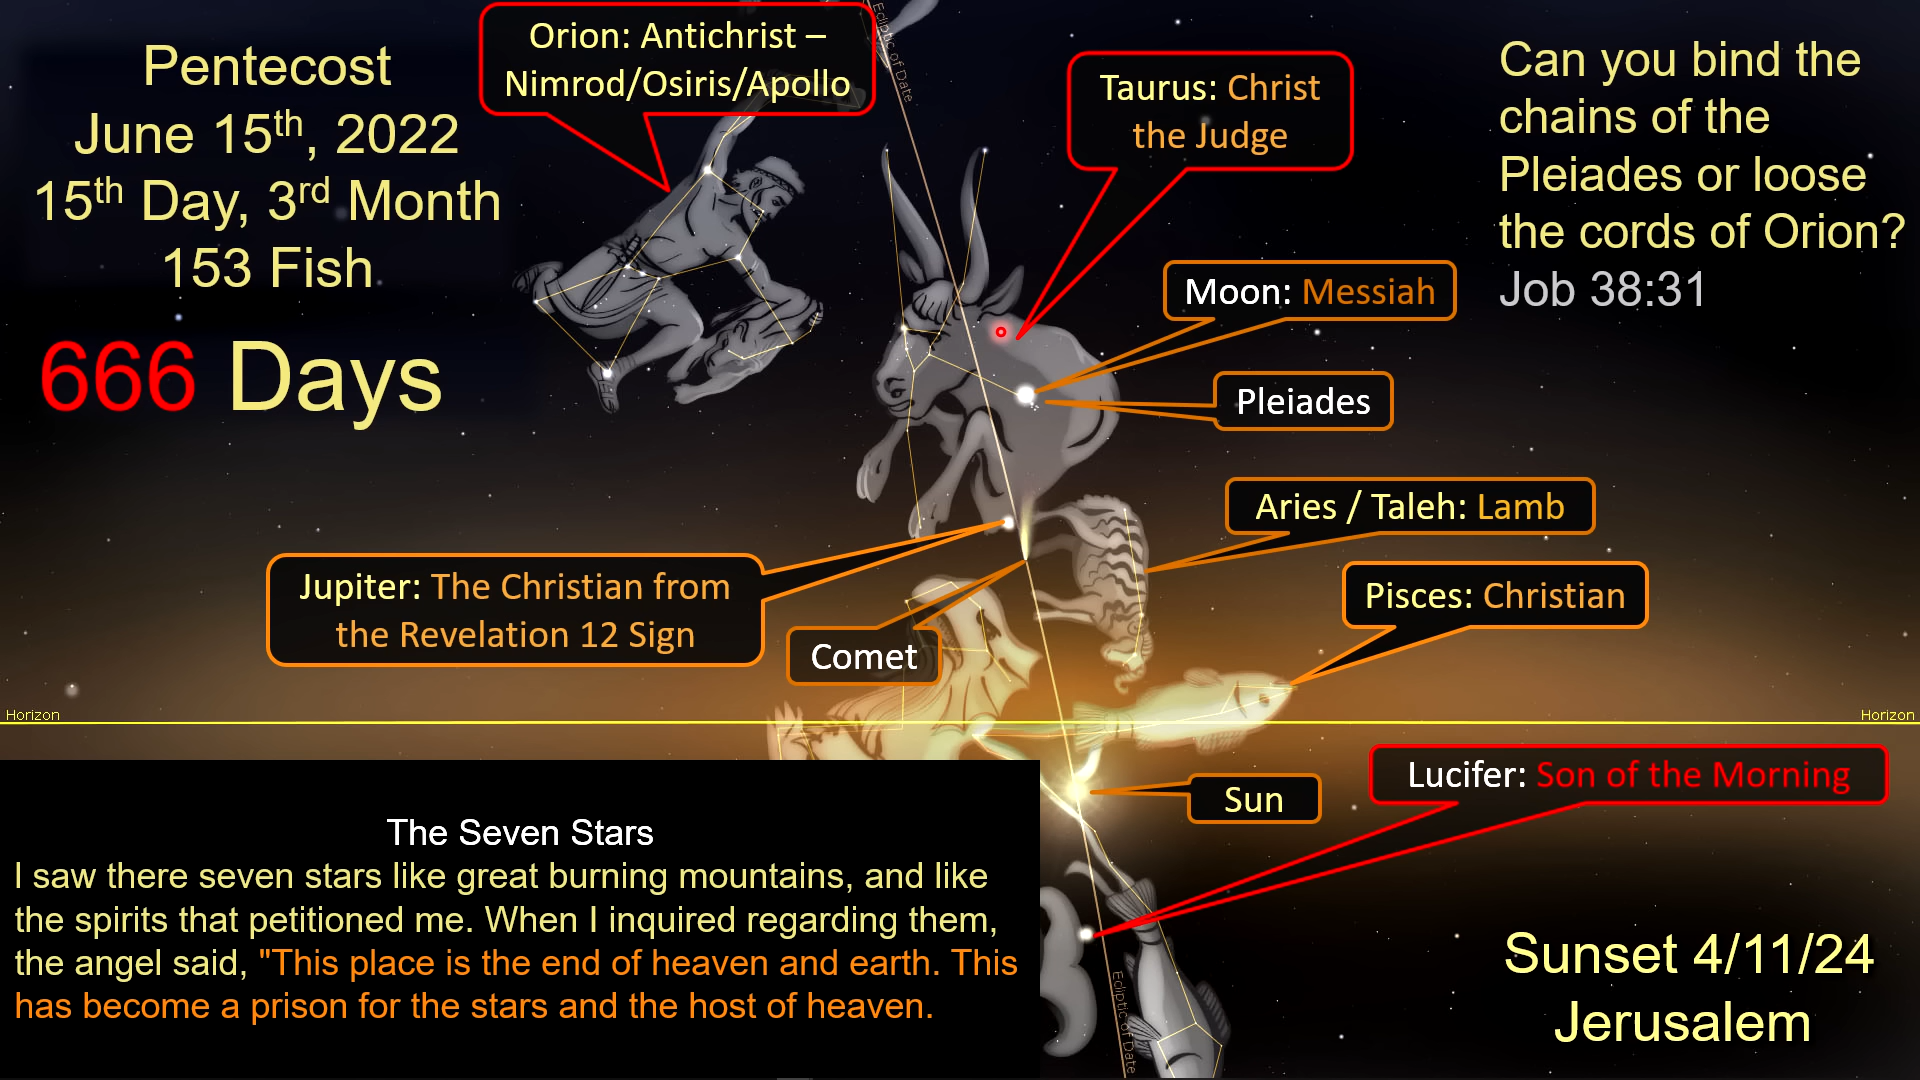 Pentecost
June 15th, 2022
15th Day, 3rd Month
153 Fish
666 Days
Orion: Antichrist –
Nimrod/Osiris/Apollo
Ecliptic of Date
Taurus: Christ
the Judge
Can you bind the
chains of the
Pleiades or loose
the cords of Orion?
Job 38:31
Moon: Messiah
Pleiades
Aries / Taleh: Lamb
Jupiter: The Christian from
the Revelation 12 Sign
Pisces: Christian
Comet
Horizon
Horizon
Lucifer: Son of the Morning
Sun
The Seven Stars
I saw there seven stars like great burning mountains, and like
the spirits that petitioned me. When I inquired regarding them,
the angel said, "This place is the end of heaven and earth. This
has become a prison for the stars and the host of heaven.
Ecliptic of Date
Sunset 4/11/24
Jerusalem